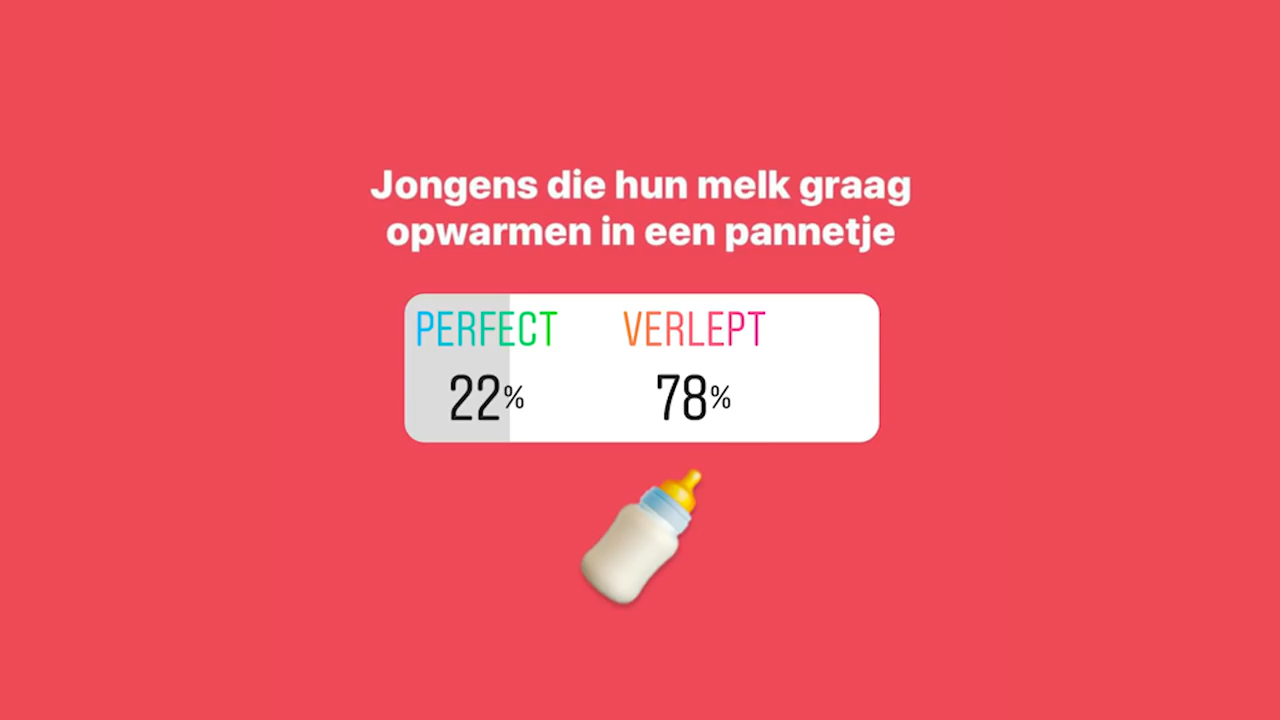 Jongens die hun melk graag
opwarmen in een pannetje
PERFECT VERLEPT
22% 78%